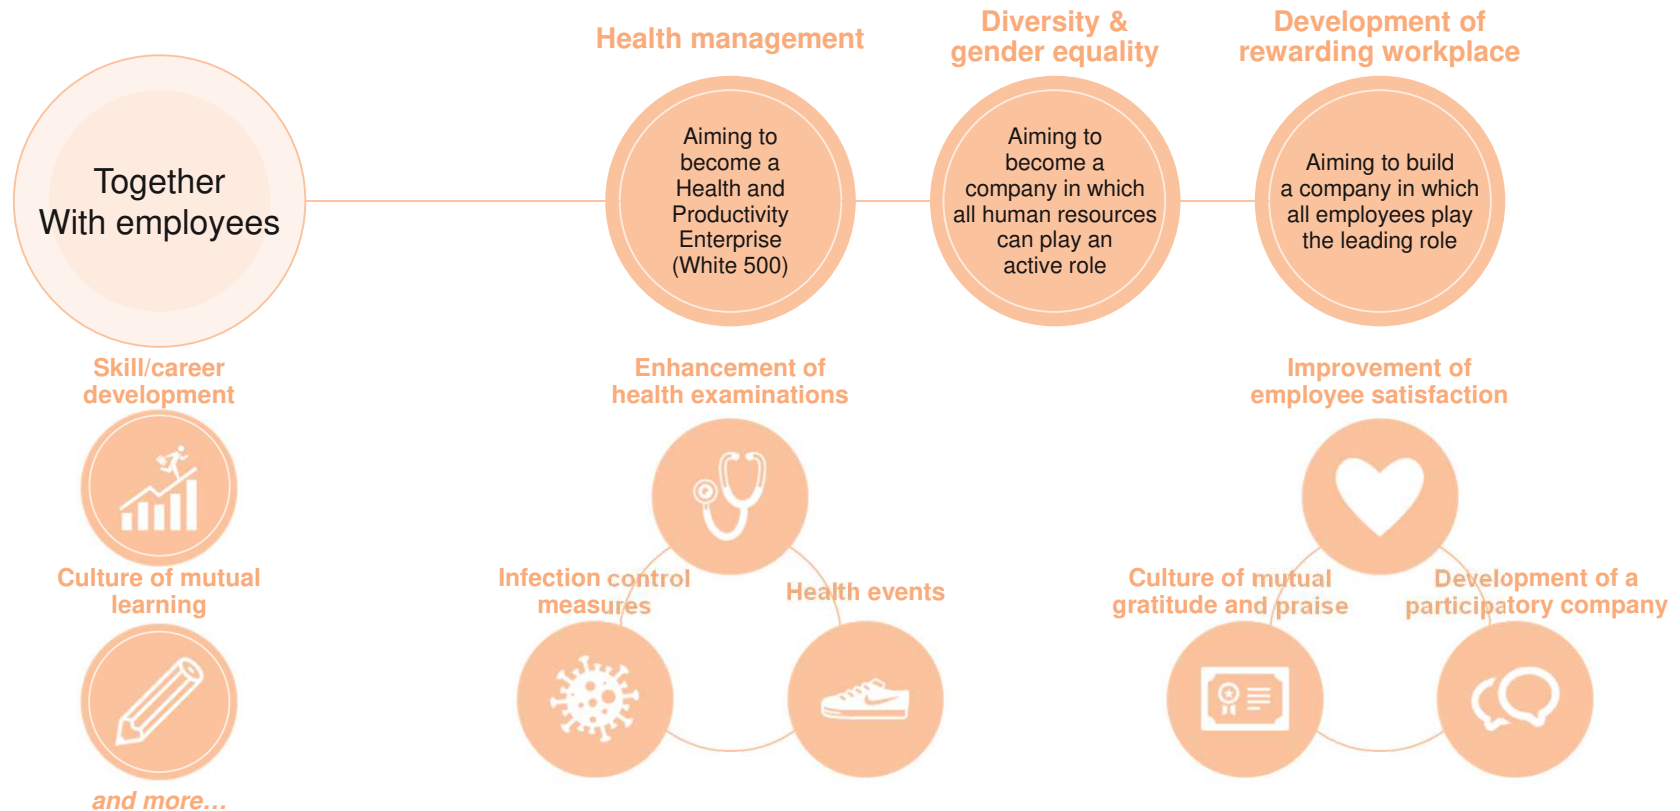 Health management
Diversity &
gender equality
Development of
rewarding workplace
Together
With employees
Aiming to
become a
Health and
Productivity
Enterprise
(White 500)
Aiming to
become a
company in which
all human resources
can play an
active role
Aiming to build
a company in which
all employees play
the leading role
Skill/career
development
Culture of mutual
learning
and more…
Enhancement of
health examinations
Infection control
measures
Health events
Improvement of
employee satisfaction
Culture of mutual
gratitude and praise
Development of a
participatory company